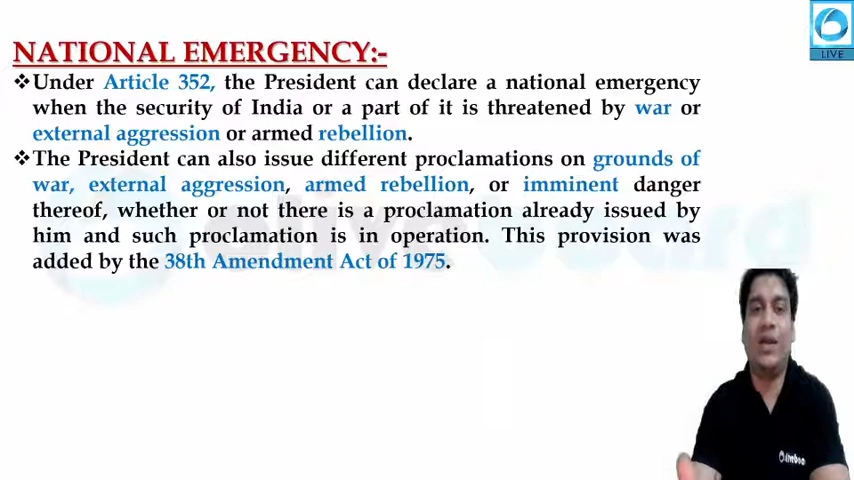 NATIONAL EMERGENCY:-
❖Under Article 352, the President can declare a national emergency
when the security of India or a part of it is threatened by war or
external aggression or armed rebellion.
❖The President can also issue different proclamations on grounds of
war, external aggression, armed rebellion, or imminent danger
thereof, whether or not there is a proclamation already issued by
him and such proclamation is in operation. This provision was
added by the 38th Amendment Act of 1975.
LIVE
oliveboard